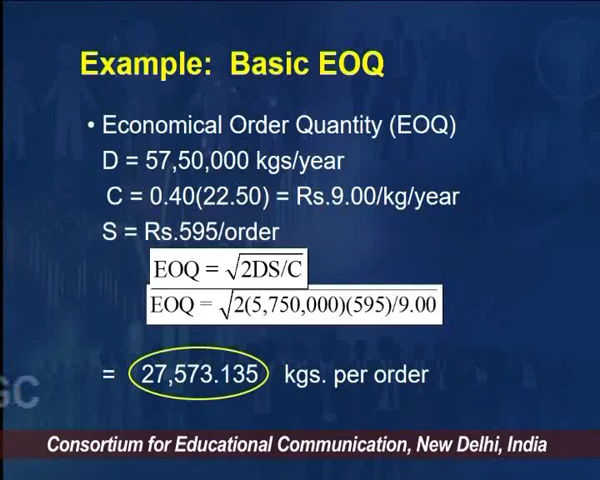 Example: Basic EOQ
• Economical Order Quantity (EOQ)
D = 57,50,000 kgs/year
C = 0.40(22.50) = Rs.9.00/kg/year
S = Rs.595/order
EOQ = √2DS/C
EOQ = √2(5,750,000)(595)/9.00
= 27,573.135 kgs. per order
GC
Consortium for Educational Communication, New Delhi, India